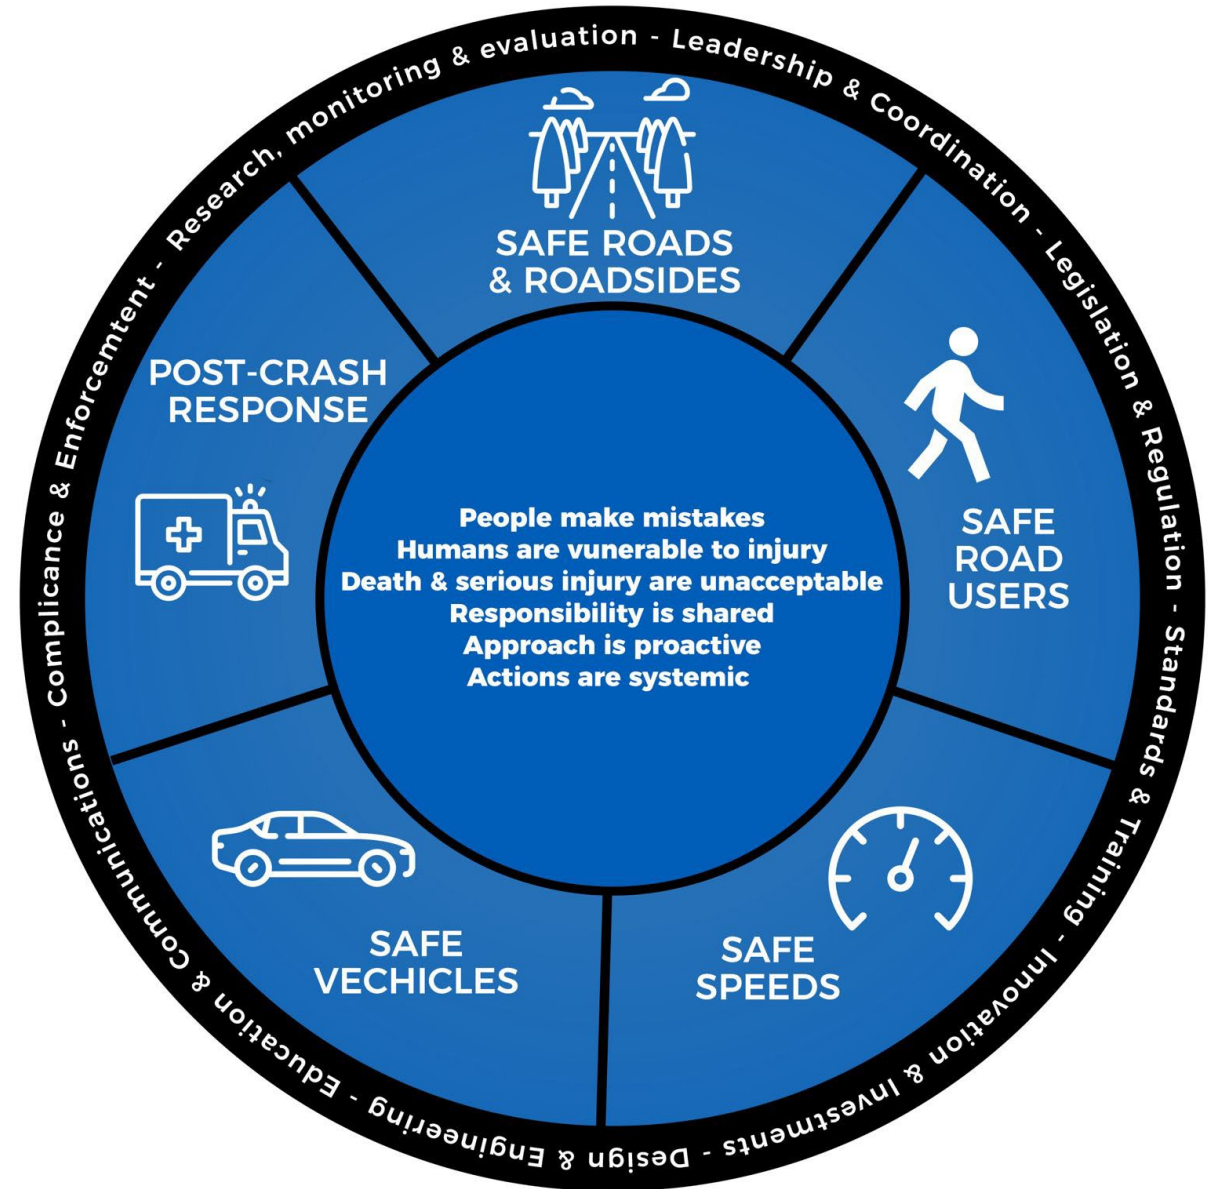 Research, monitoring & evaluation - Leadership & Coordination - Legislation & Regulation - Standards & Training - Innovation & Investments - Design & Engineering - Education & Communications - Complicance & Enforcemtent -
SAFE ROADS
& ROADSIDES
SAFE
ROAD
USERS
SAFE
SPEEDS
SAFE
VECHICLES
POST-CRASH
RESPONSE
People make mistakes
Humans are vunerable to injury
Death & serious injury are unacceptable
Responsibility is shared
Approach is proactive
Actions are systemic